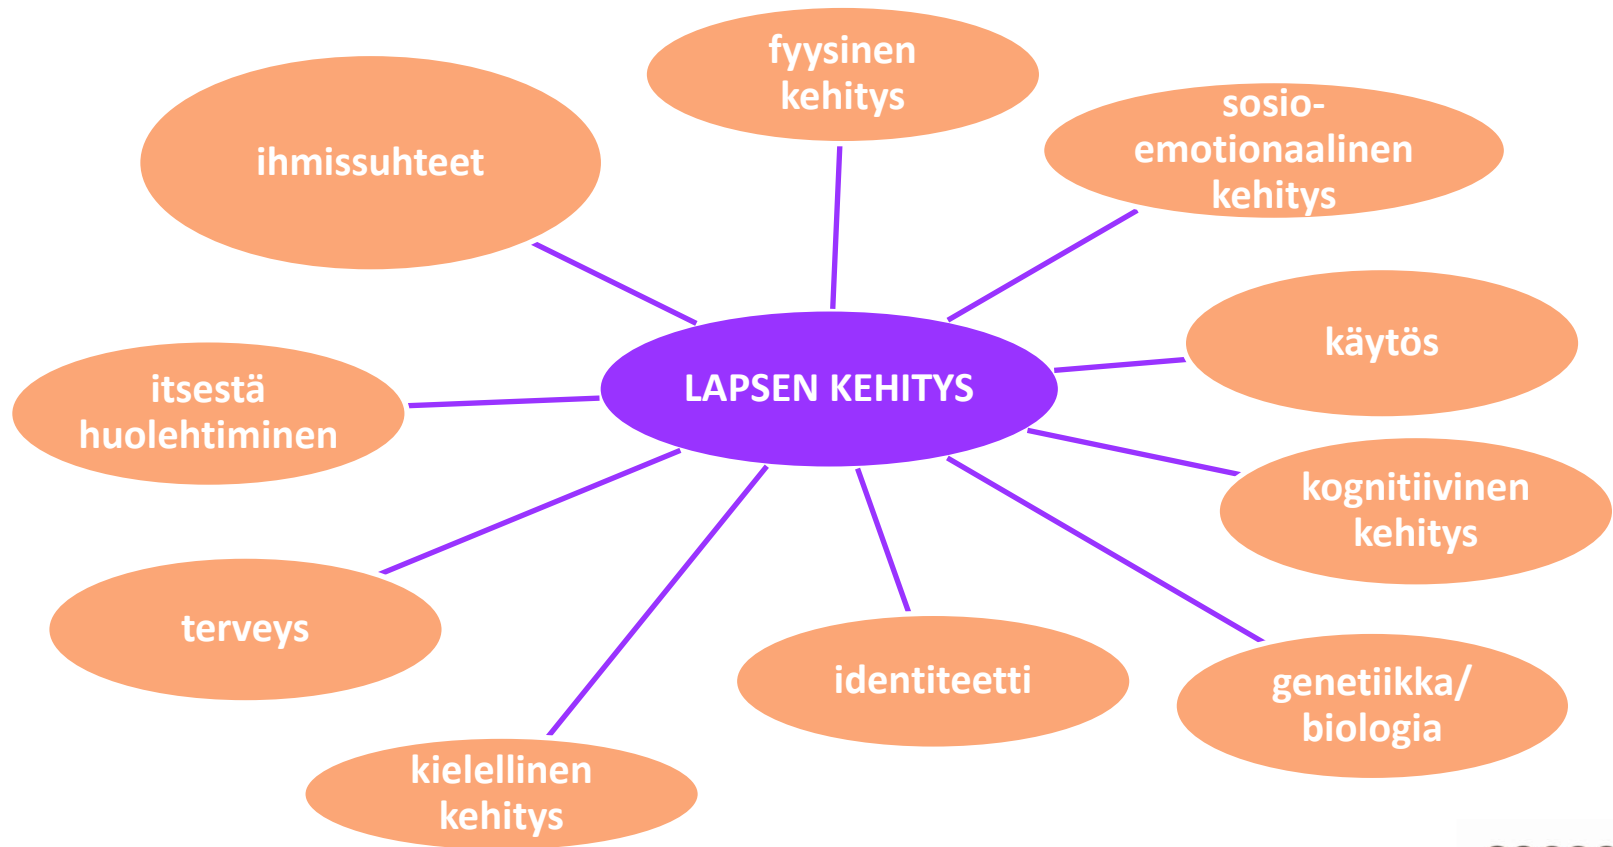 fyysinen
kehitys
sosio-
emotionaalinen
kehitys
ihmissuhteet
käytös
LAPSEN KEHITYS
itsestä
huolehtiminen
kognitiivinen
kehitys
terveys
identiteetti
genetiikka/
biologia
kielellinen
kehitys